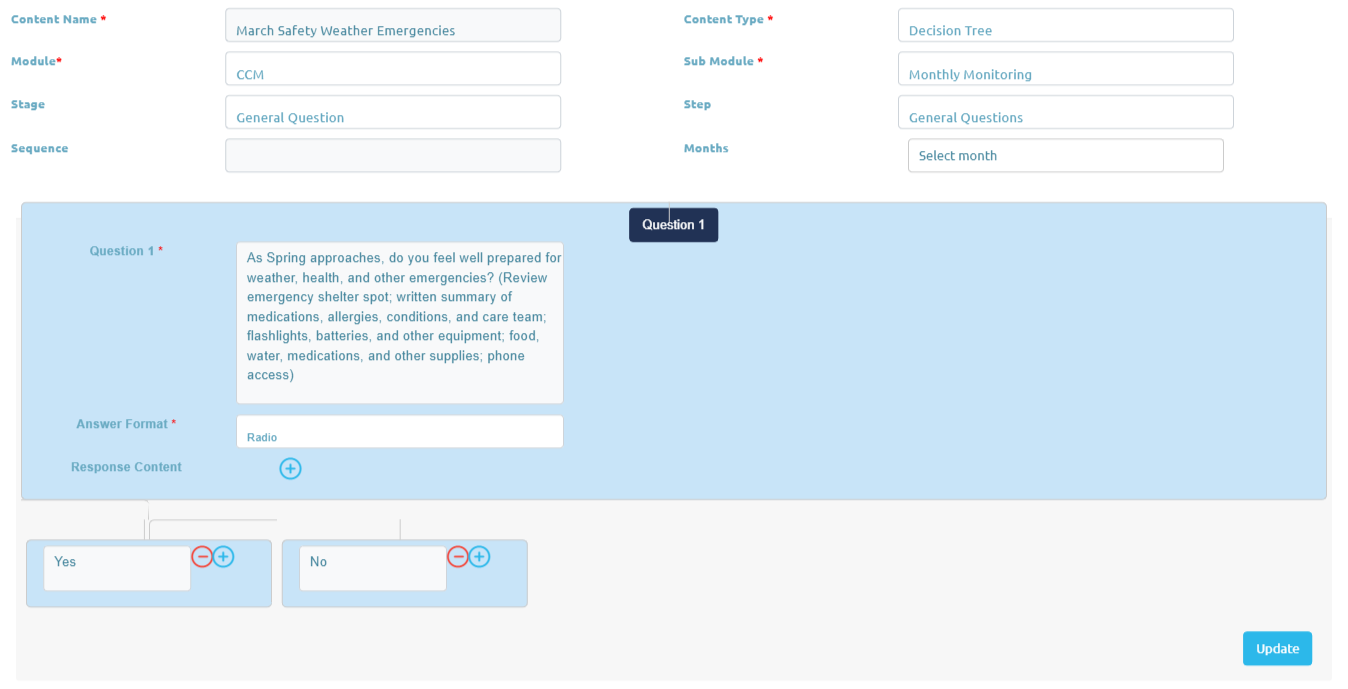 Content Name * March Safety Weather Emergencies Content Type * Decision Tree
Module* CCM Sub Module * Monthly Monitoring
Stage General Question Step General Questions
Sequence Months Select month
Question 1
Question 1 *
As Spring approaches, do you feel well prepared for
weather, health, and other emergencies? (Review
emergency shelter spot; written summary of
medications, allergies, conditions, and care team;
flashlights, batteries, and other equipment; food,
water, medications, and other supplies; phone
access)
Answer Format * Radio
Response Content
Yes No
Update